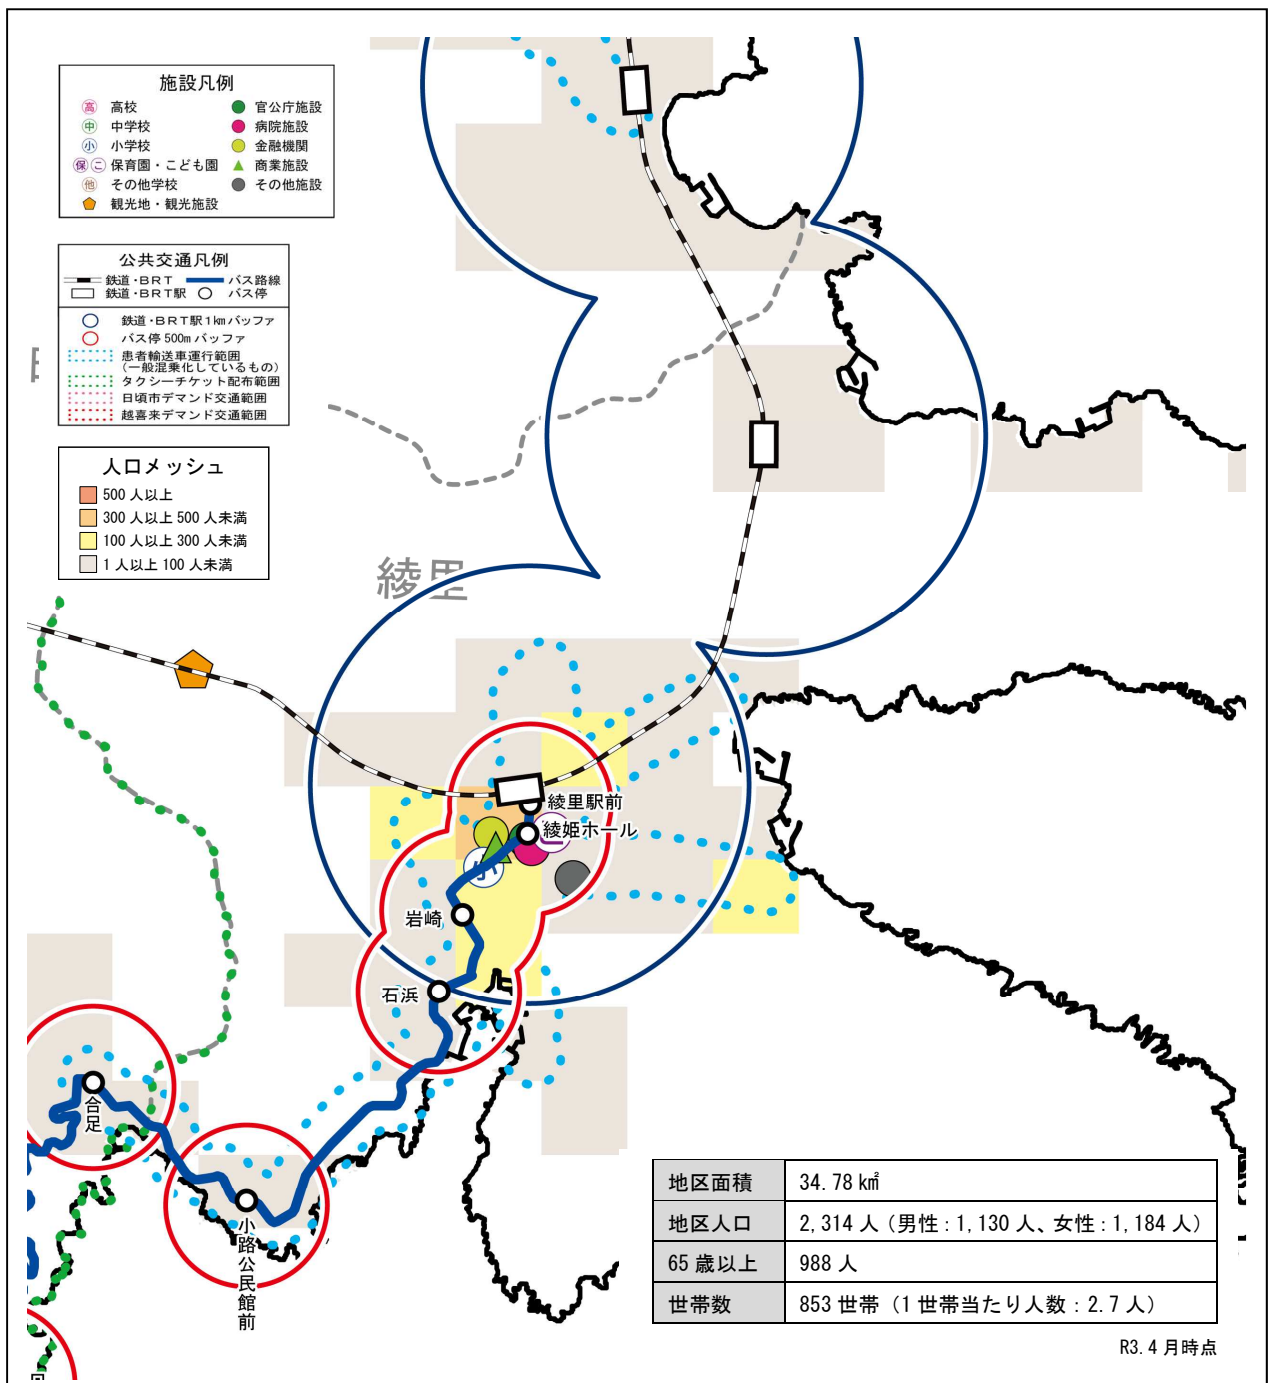 施設凡例
高 高校
官公庁施設
中 中学校
病院施設
小 小学校
金融機関
保 こ 保育園・こども園
商業施設
他 その他学校
その他施設
観光地・観光施設
公共交通凡例
鉄道・BRT
バス路線
鉄道・BRT駅
バス停
鉄道・BRT駅1kmバッファ
バス停500mバッファ
患者輸送車運行範囲
(一般混乗化しているもの)
タクシーチケット配布範囲
日頃市デマンド交通範囲
越喜来デマンド交通範囲
人口メッシュ
500人以上
300人以上500人未満
100人以上300人未満
1人以上100人未満
綾里
綾里駅前
綾姫ホール
小
岩崎
石浜
合足
小路公民館前
地区面積 34.78㎢
地区人口 2,314人（男性：1,130人、女性：1,184人）
65歳以上 988人
世帯数 853世帯（1世帯当たり人数：2.7人）
R3.4月時点